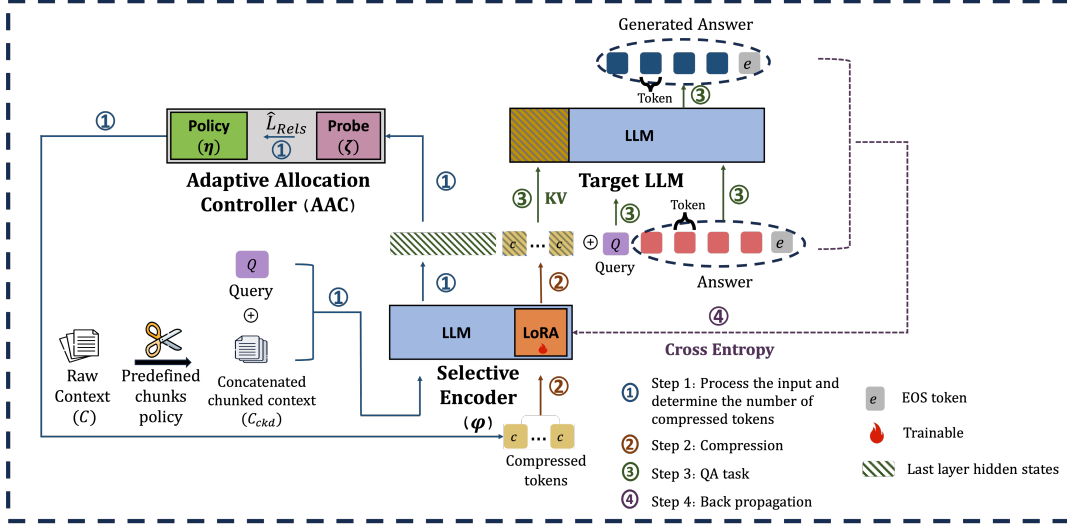 Generated Answer
e
Token
③
LLM
Target LLM
①
Policy
(η)
L̂_Rels
①
Probe
(ζ)
Adaptive Allocation
Controller (AAC)
①
③
KV
③
③
Token
c ... c
⊕
Q
Query
e
Answer
Q
Query
⊕
①
①
②
④
Cross Entropy
LLM
LoRA
Selective
Encoder
(φ)
②
Raw
Context
(C)
Predefined
chunks
policy
Concatenated
chunked context
(C_ckd)
c ... c
Compressed
tokens
① Step 1: Process the input and
determine the number of
compressed tokens
② Step 2: Compression
③ Step 3: QA task
④ Step 4: Back propagation
e EOS token
Trainable
Last layer hidden states